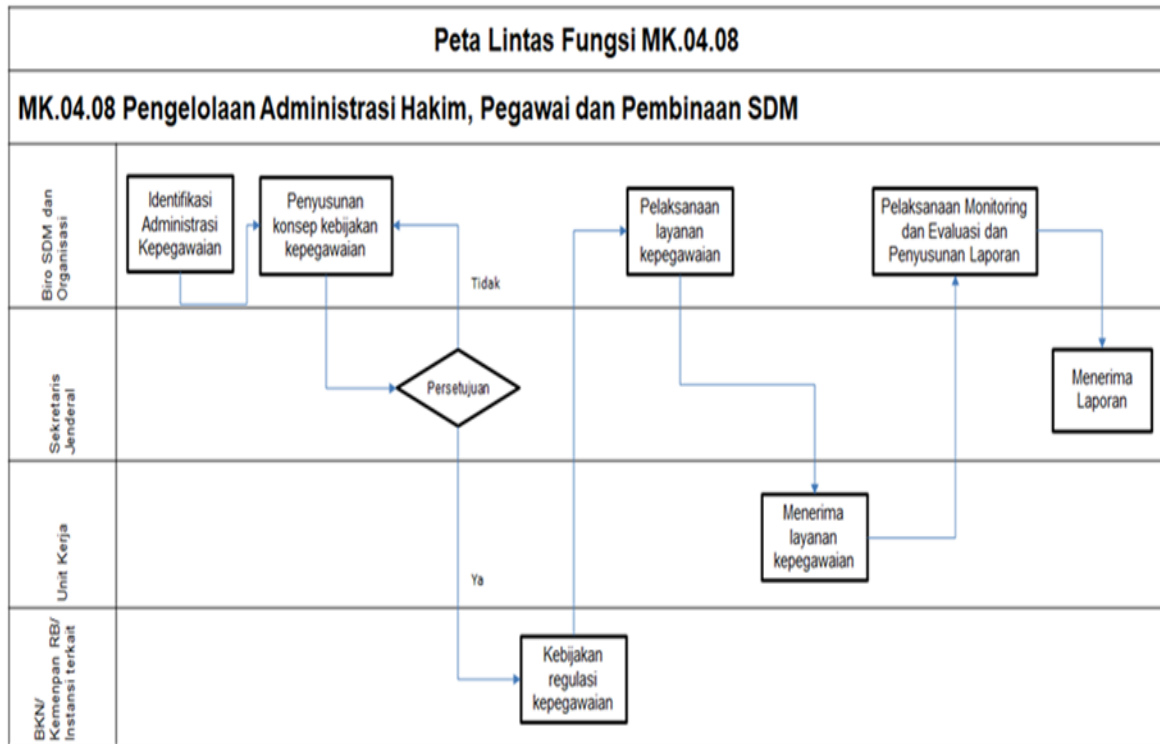 Peta Lintas Fungsi MK.04.08
MK.04.08 Pengelolaan Administrasi Hakim, Pegawai dan Pembinaan SDM
Biro SDM dan
Organisasi
Identifikasi
Administrasi
Kepegawaian
Penyusunan
konsep kebijakan
kepegawaian
Pelaksanaan
layanan
kepegawaian
Pelaksanaan Monitoring
dan Evaluasi dan
Penyusunan Laporan
Tidak
Sekretaris
Jenderal
Persetujuan
Menerima
Laporan
Unit Kerja
Menerima
layanan
kepegawaian
Ya
BKN/
Kemenpan RB/
Instansi terkait
Kebijakan
regulasi
kepegawaian